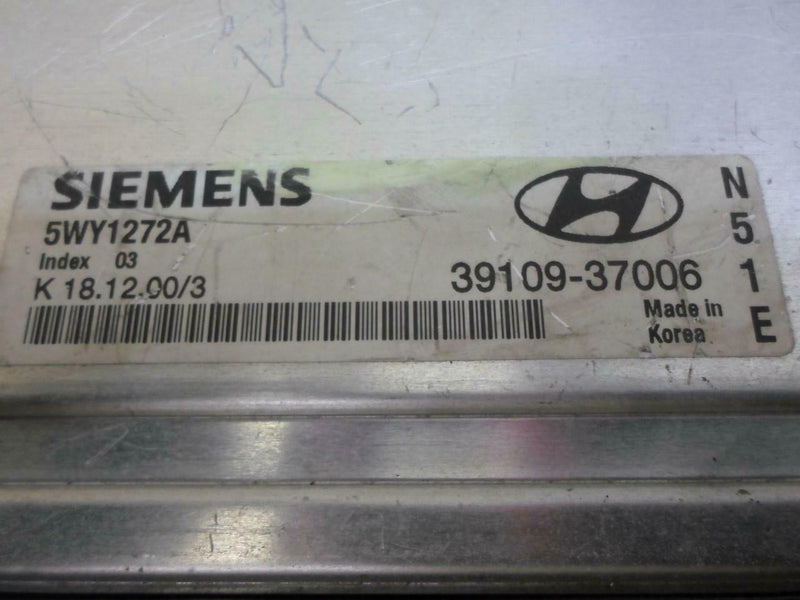 SIEMENS
5WY1272A
Index 03
K 18.12.00/3
39109-37006
Made in
Korea
N
5
1
E